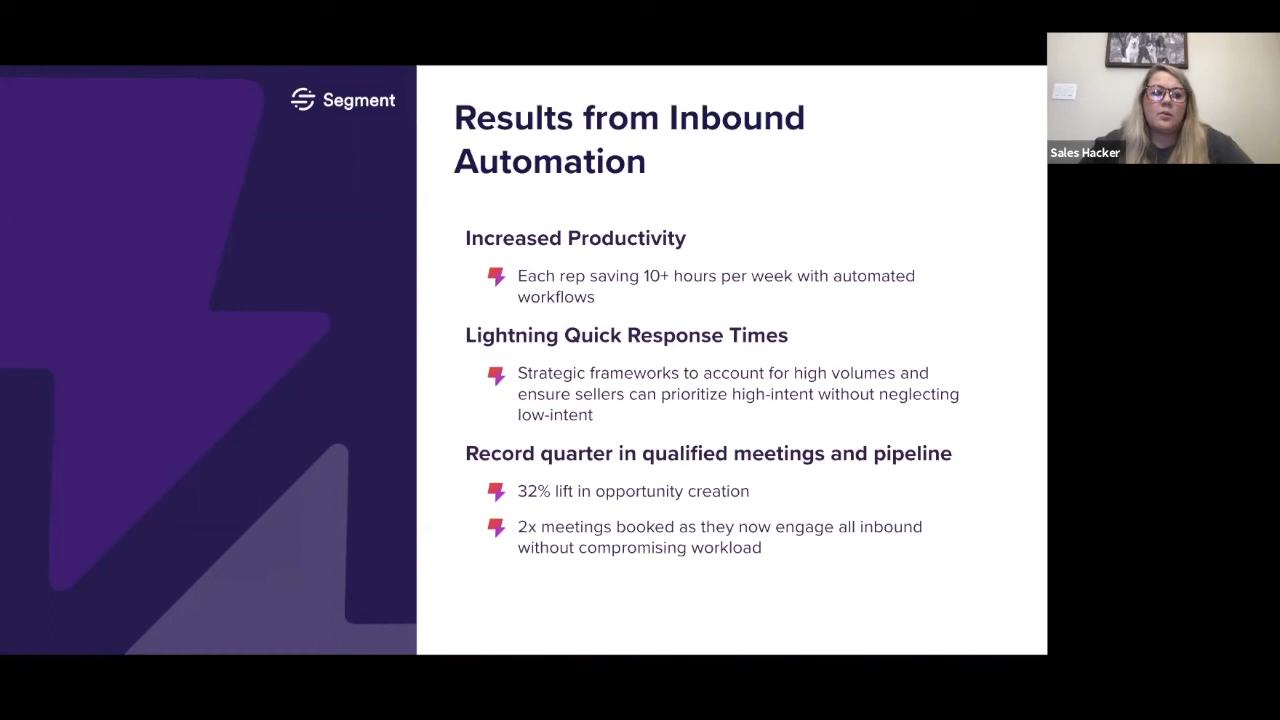 Segment
Results from Inbound
Automation
Increased Productivity
Each rep saving 10+ hours per week with automated
workflows
Lightning Quick Response Times
Strategic frameworks to account for high volumes and
ensure sellers can prioritize high-intent without neglecting
low-intent
Record quarter in qualified meetings and pipeline
32% lift in opportunity creation
2x meetings booked as they now engage all inbound
without compromising workload
Sales Hacker